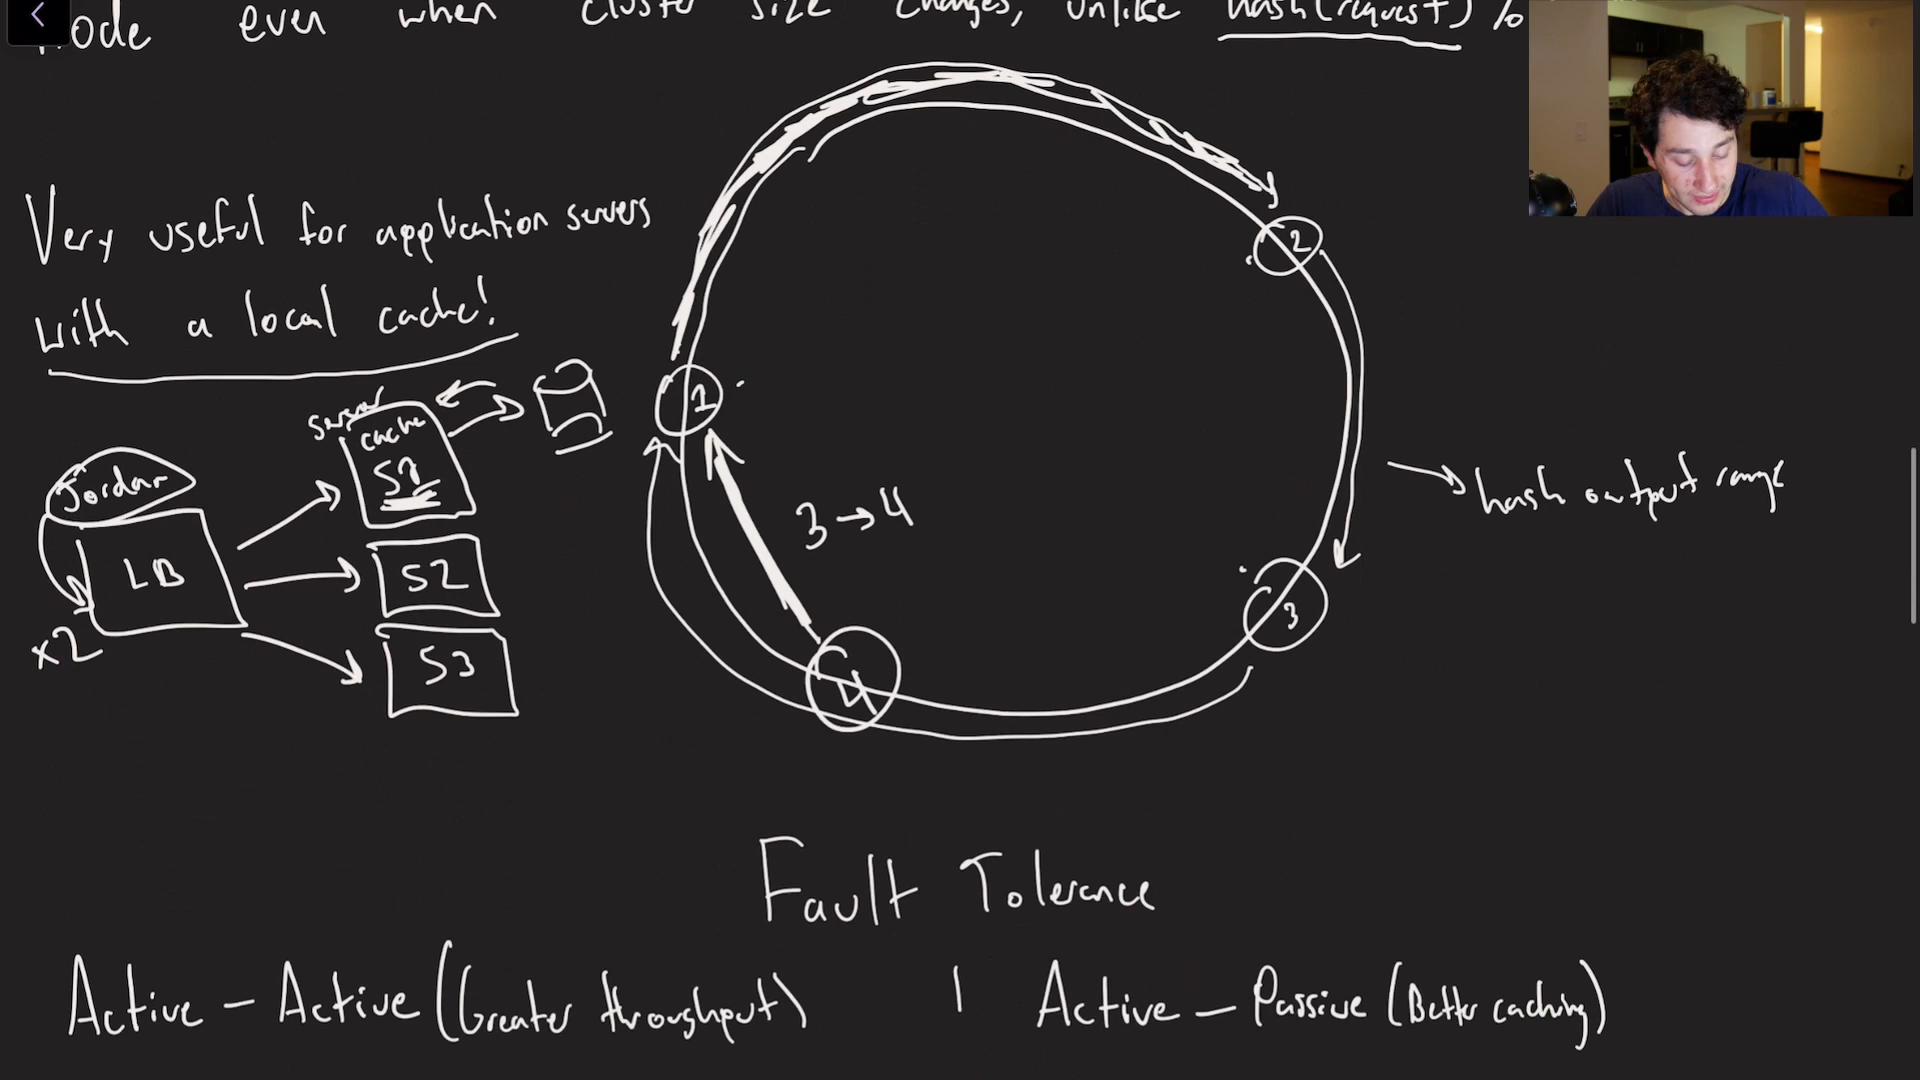 node even when cluster size changes, unlike hash(request) %
Very useful for application servers
with a local cache!
server
cache
S1
Jordan
LB
x2
S2
S3
1
2
3
4
3 → 4
hash output range
Fault Tolerance
Active - Active (Greater throughput) | Active - Passive (Better caching)